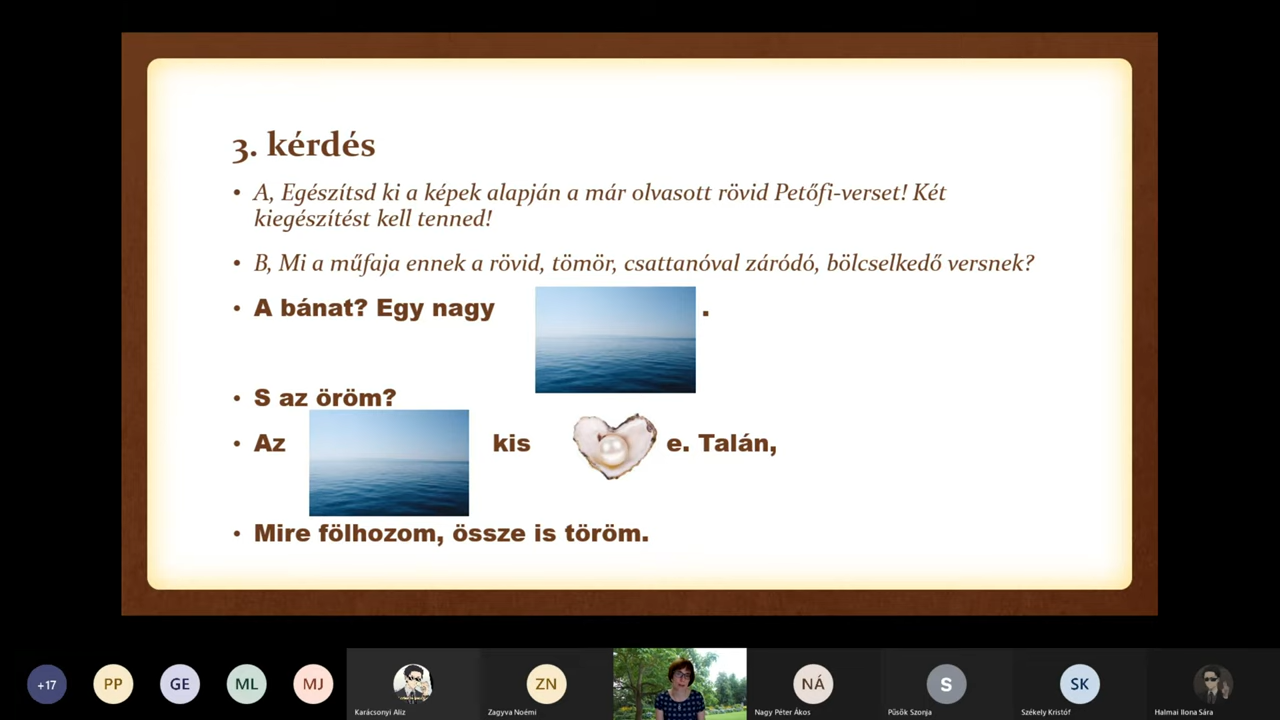 3. kérdés
• A, Egészítsd ki a képek alapján a már olvasott rövid Petőfi-verset! Két
kiegészítést kell tenned!
• B, Mi a műfaja ennek a rövid, tömör, csattanóval záródó, bölcselkedő versnek?
• A bánat? Egy nagy .
• S az öröm?
• Az kis e. Talán,
• Mire fölhozom, össze is töröm.
+17 PP GE ML MJ ZN NÁ S SK
Karácsonyi Aliz Zagyva Noémi Nagy Péter Ákos Pűsök Szonja Székely Kristóf Halmai Ilona Sára